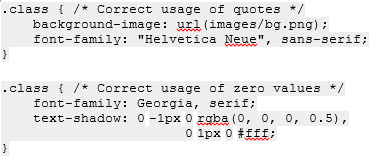 .class { /* Correct usage of quotes */
    background-image: url(images/bg.png);
    font-family: "Helvetica Neue", sans-serif;
}

.class { /* Correct usage of zero values */
    font-family: Georgia, serif;
    text-shadow: 0 -1px 0 rgba(0, 0, 0, 0.5),
                 0 1px 0 #fff;
}